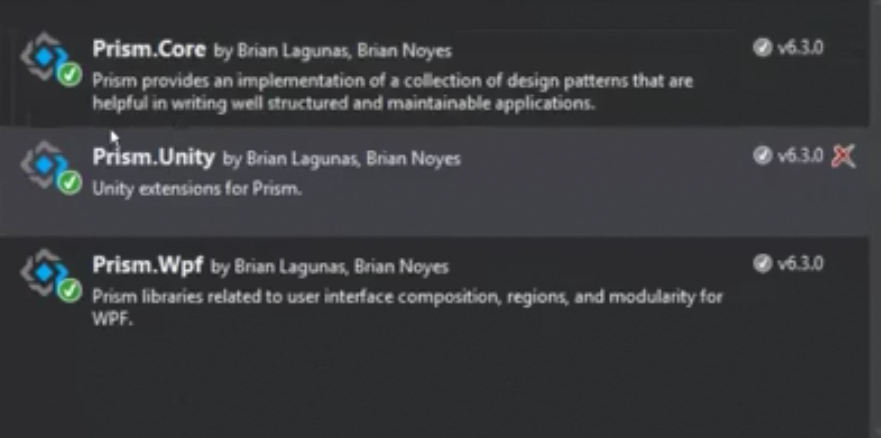 Prism.Core by Brian Lagunas, Brian Noyes v6.3.0
Prism provides an implementation of a collection of design patterns that are
helpful in writing well structured and maintainable applications.
Prism.Unity by Brian Lagunas, Brian Noyes v6.3.0
Unity extensions for Prism.
Prism.Wpf by Brian Lagunas, Brian Noyes v6.3.0
Prism libraries related to user interface composition, regions, and modularity for
WPF.